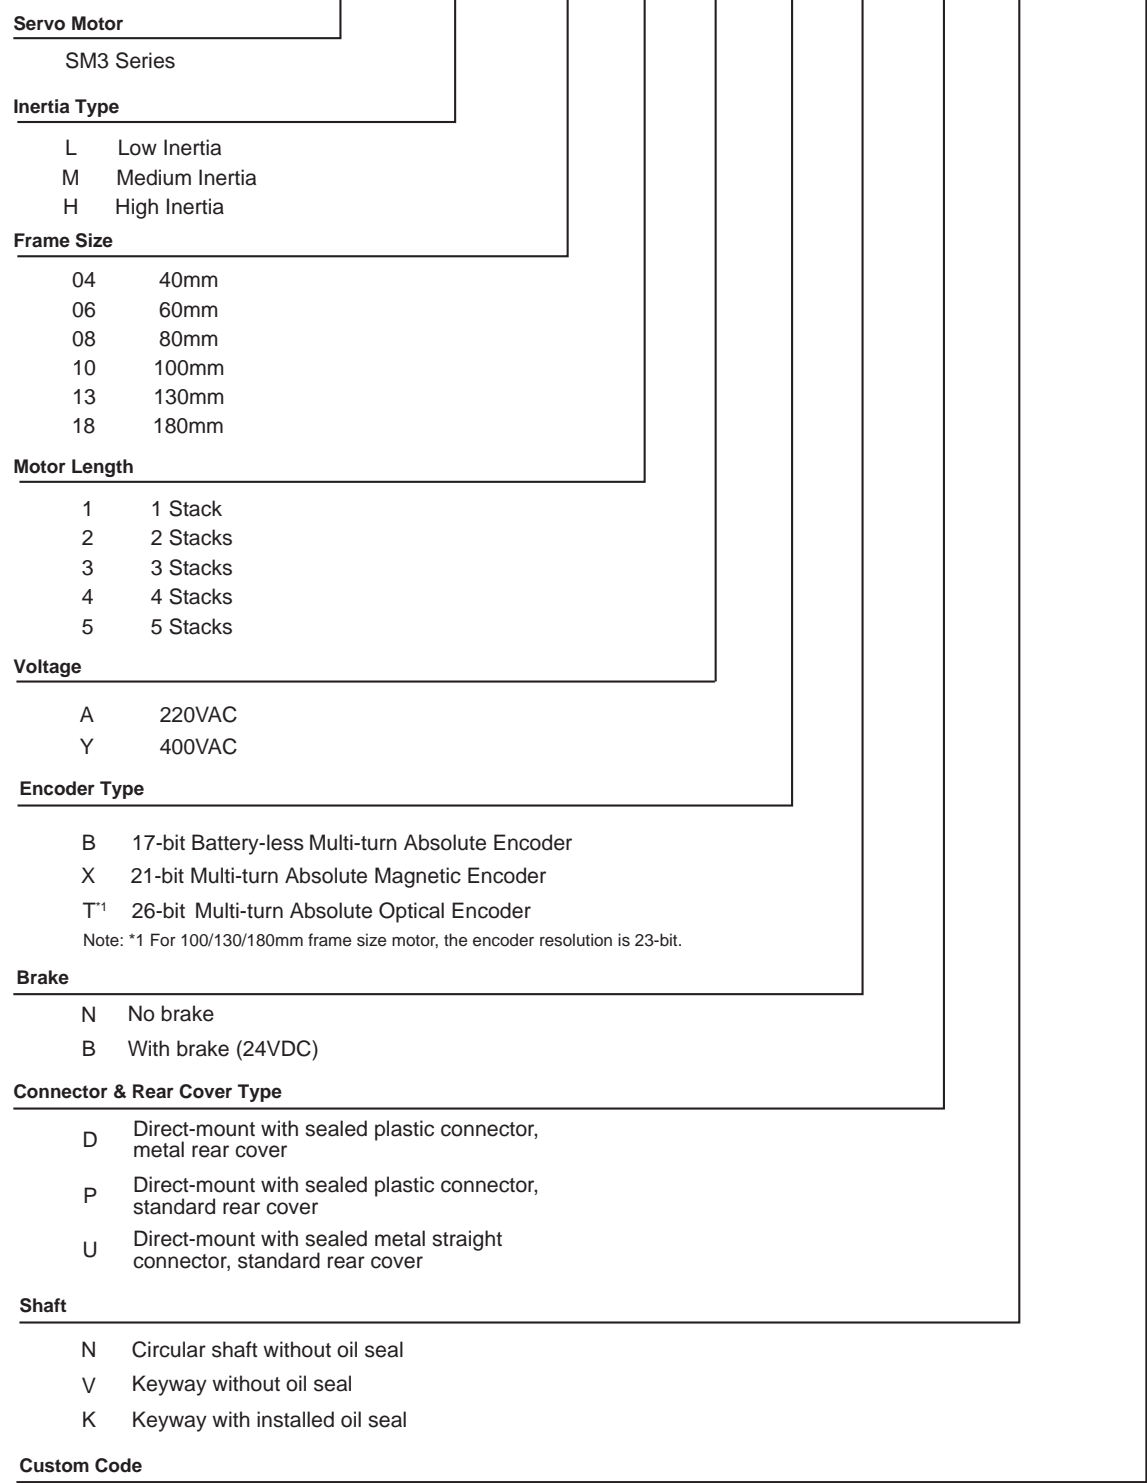 Servo Motor
SM3 Series
Inertia Type
L Low Inertia
M Medium Inertia
H High Inertia
Frame Size
04 40mm
06 60mm
08 80mm
10 100mm
13 130mm
18 180mm
Motor Length
1 1 Stack
2 2 Stacks
3 3 Stacks
4 4 Stacks
5 5 Stacks
Voltage
A 220VAC
Y 400VAC
Encoder Type
B 17-bit Battery-less Multi-turn Absolute Encoder
X 21-bit Multi-turn Absolute Magnetic Encoder
T*1 26-bit Multi-turn Absolute Optical Encoder
Note: *1 For 100/130/180mm frame size motor, the encoder resolution is 23-bit.
Brake
N No brake
B With brake (24VDC)
Connector & Rear Cover Type
D Direct-mount with sealed plastic connector,
metal rear cover
P Direct-mount with sealed plastic connector,
standard rear cover
U Direct-mount with sealed metal straight
connector, standard rear cover
Shaft
N Circular shaft without oil seal
V Keyway without oil seal
K Keyway with installed oil seal
Custom Code